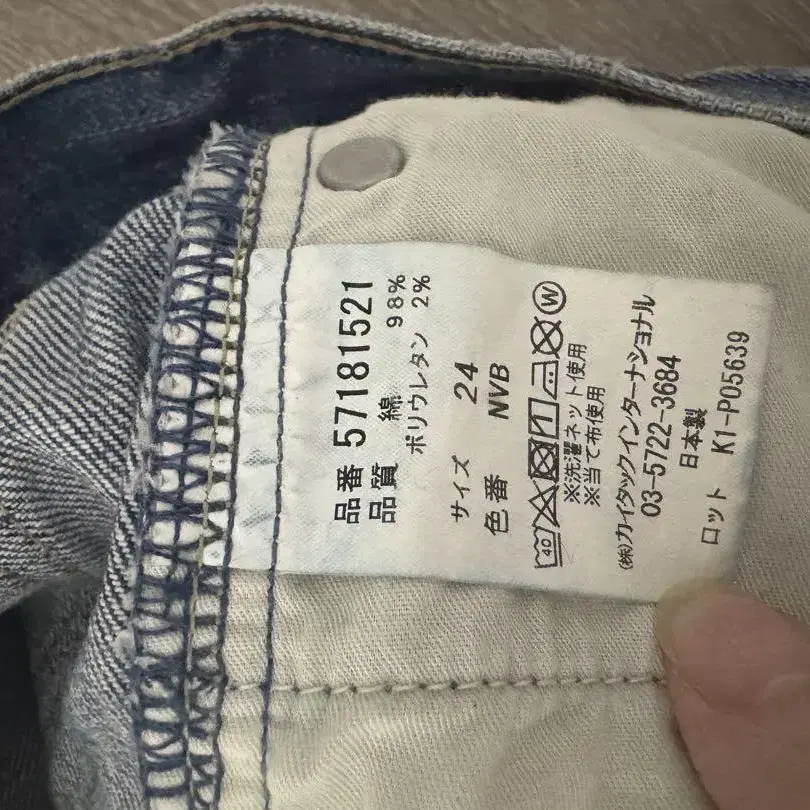 品番 57181521
品質 綿 98%
ポリウレタン 2%
サイズ 24
色番 NVB
40 W
※洗濯ネット使用
※当て布使用
(株)カイタックインターナショナル
03-5722-3684
日本製
ロット K1-P05639